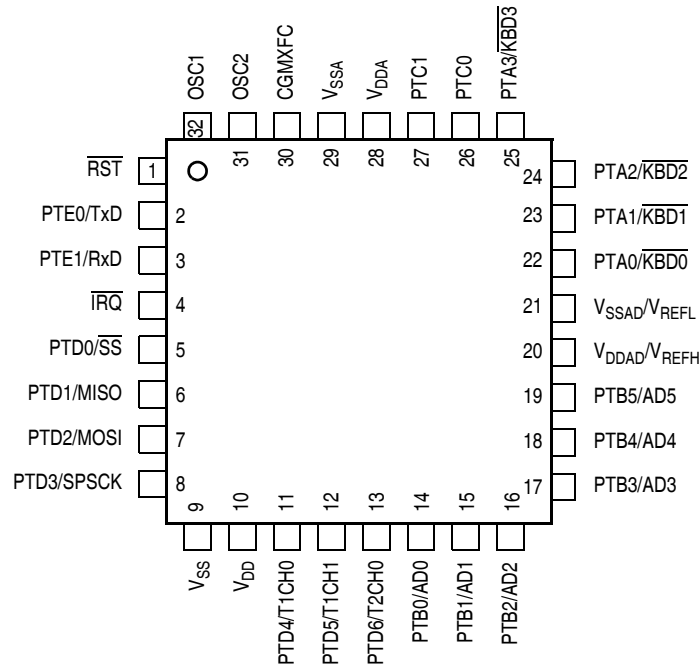 OSC1
OSC2
CGMXFC
VSSA
VDDA
PTC1
PTC0
PTA3/KBD3
32
31
30
29
28
27
26
25
RST
1
PTE0/TxD
2
PTE1/RxD
3
IRQ
4
PTD0/SS
5
PTD1/MISO
6
PTD2/MOSI
7
PTD3/SPSCK
8
24
PTA2/KBD2
23
PTA1/KBD1
22
PTA0/KBD0
21
VSSAD/VREFL
20
VDDAD/VREFH
19
PTB5/AD5
18
PTB4/AD4
17
PTB3/AD3
9
10
11
12
13
14
15
16
VSS
VDD
PTD4/T1CH0
PTD5/T1CH1
PTD6/T2CH0
PTB0/AD0
PTB1/AD1
PTB2/AD2